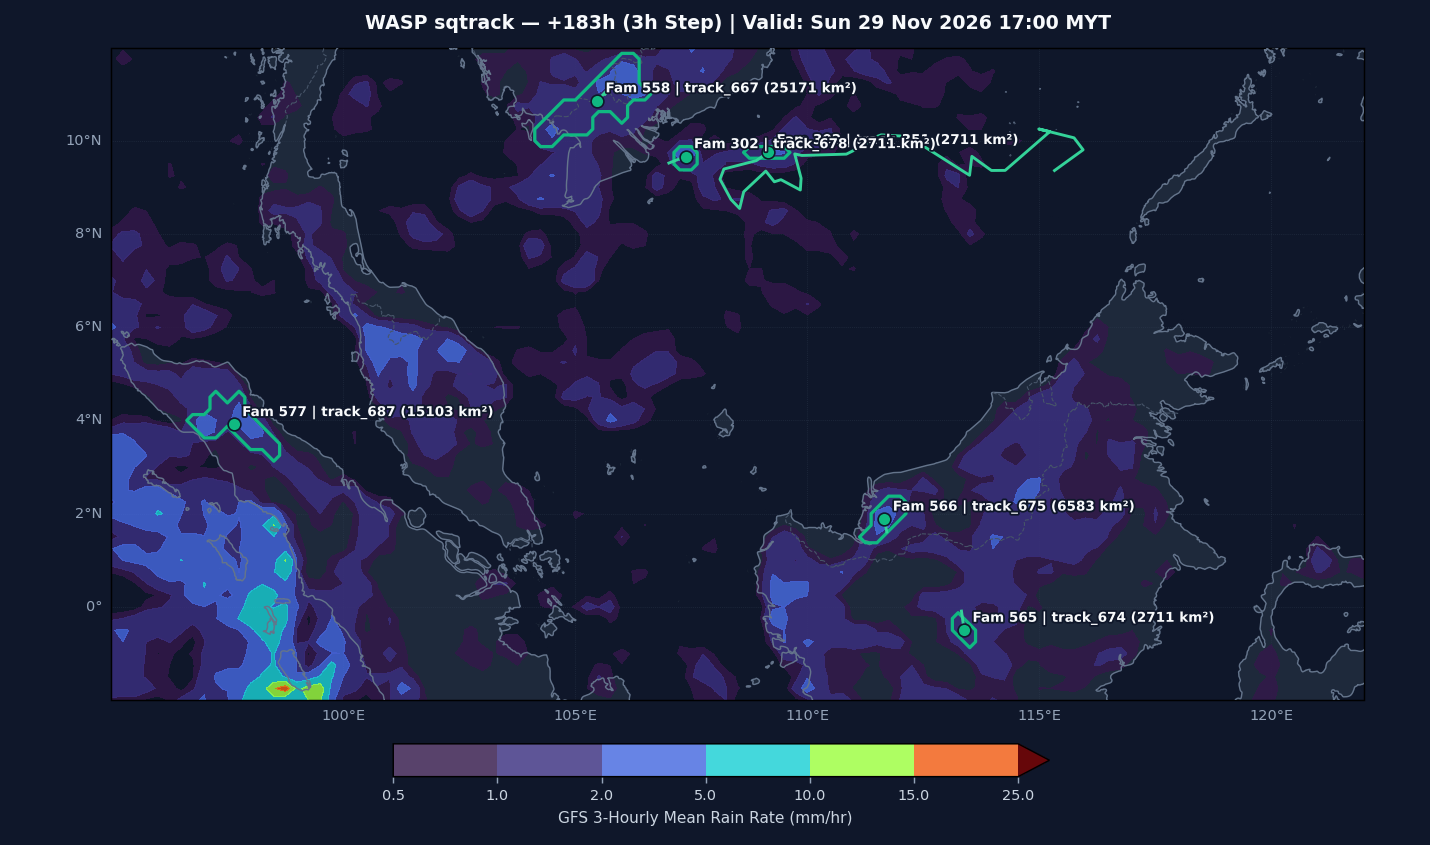 WASP sqtrack — +183h (3h Step) | Valid: Sun 29 Nov 2026 17:00 MYT
Fam 558 | track_667 (25171 km²)
10°N
(2711 km²)
Fam 302 | track_678 (2711 km²)
8°N
6°N
4°N
Fam 577 | track_687 (15103 km²)
2°N
Fam 566 | track_675 (6583 km²)
0°
Fam 565 | track_674 (2711 km²)
100°E 105°E 110°E 115°E 120°E
0.5 1.0 2.0 5.0 10.0 15.0 25.0
GFS 3-Hourly Mean Rain Rate (mm/hr)